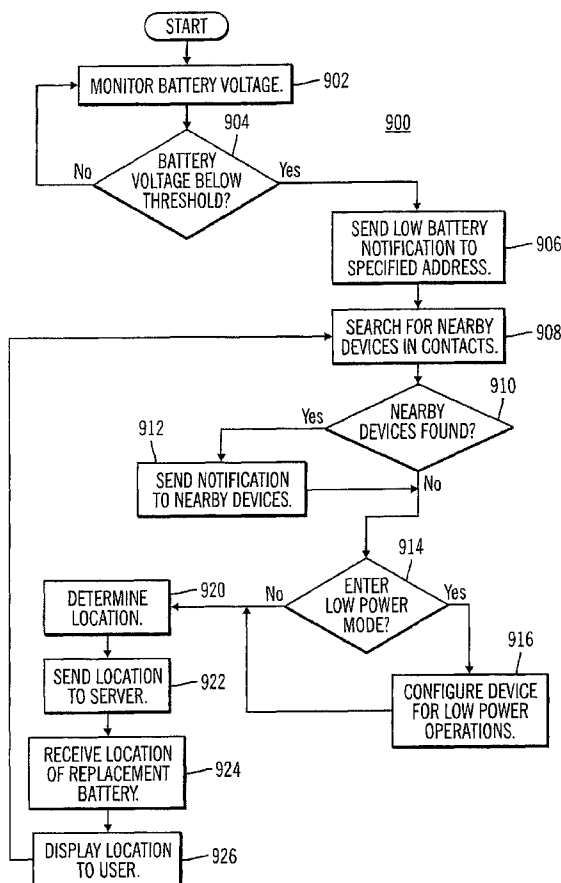 START
MONITOR BATTERY VOLTAGE.
902
904
900
BATTERY
VOLTAGE BELOW
THRESHOLD?
No
Yes
SEND LOW BATTERY
NOTIFICATION TO
SPECIFIED ADDRESS.
906
SEARCH FOR NEARBY
DEVICES IN CONTACTS.
908
910
NEARBY
DEVICES FOUND?
Yes
No
912
SEND NOTIFICATION
TO NEARBY DEVICES.
914
ENTER
LOW POWER
MODE?
No
Yes
916
CONFIGURE DEVICE
FOR LOW POWER
OPERATIONS.
920
DETERMINE
LOCATION.
SEND LOCATION
TO SERVER.
922
RECEIVE LOCATION
OF REPLACEMENT
BATTERY.
924
DISPLAY LOCATION
TO USER.
926